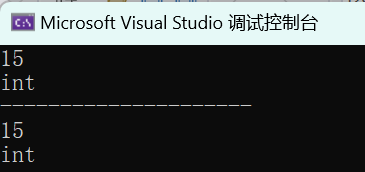 Microsoft Visual Studio 调试控制台
15
int
---------------------
15
int